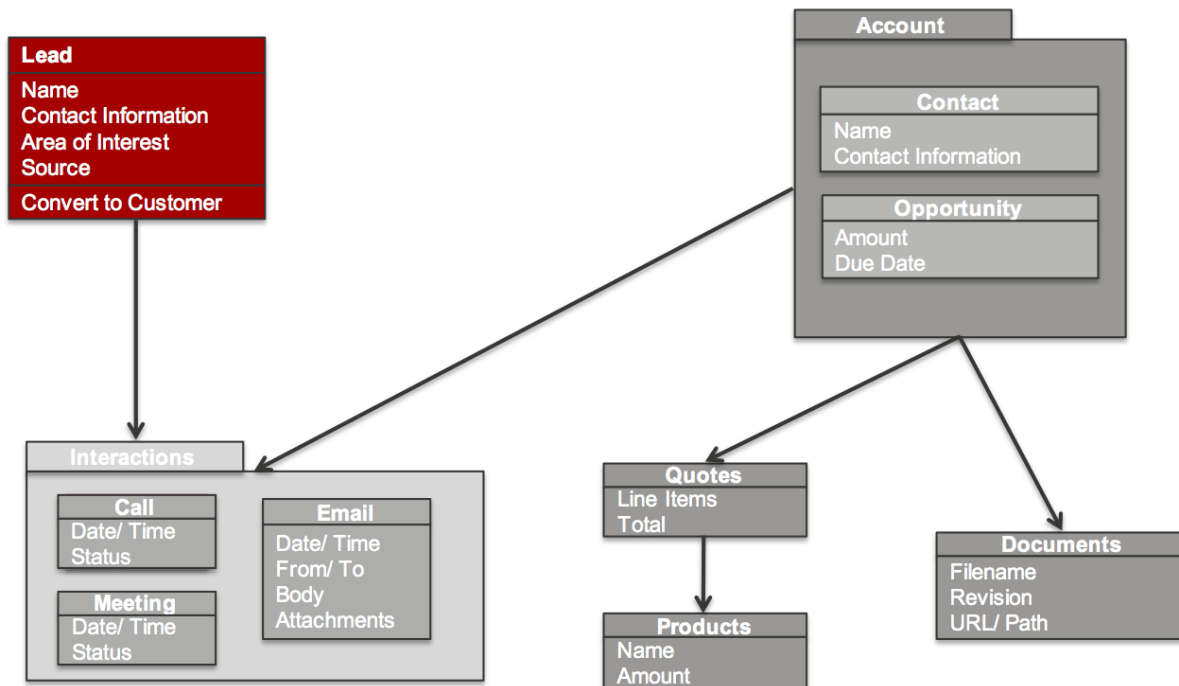 Lead
Name
Contact Information
Area of Interest
Source
Convert to Customer
Account
Contact
Name
Contact Information
Opportunity
Amount
Due Date
Interactions
Call
Date/ Time
Status
Meeting
Date/ Time
Status
Email
Date/ Time
From/ To
Body
Attachments
Quotes
Line Items
Total
Products
Name
Amount
Documents
Filename
Revision
URL/ Path